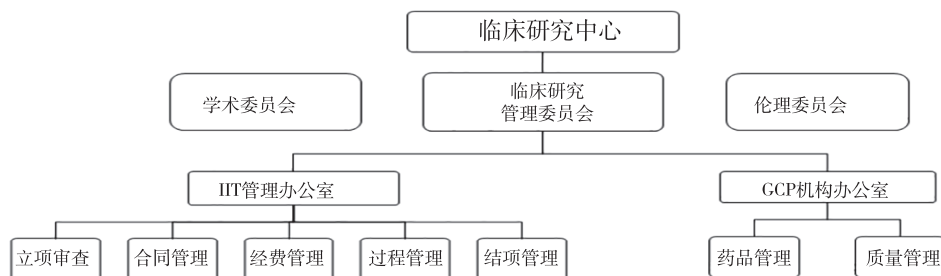 临床研究中心
学术委员会
临床研究
管理委员会
伦理委员会
IIT管理办公室
GCP机构办公室
立项审查
合同管理
经费管理
过程管理
结项管理
药品管理
质量管理